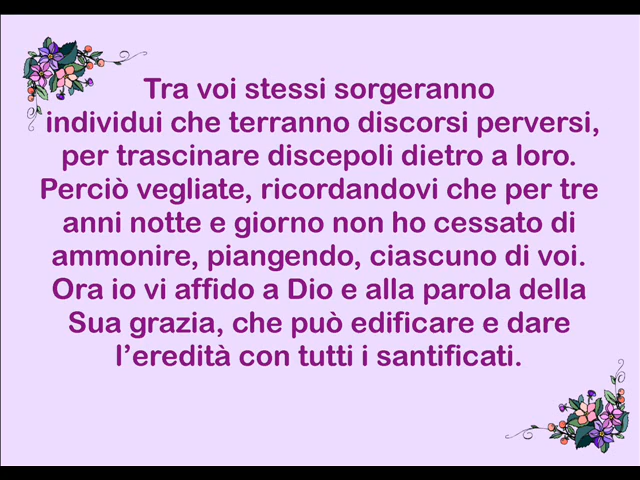 Tra voi stessi sorgeranno
individui che terranno discorsi perversi,
per trascinare discepoli dietro a loro.
Perciò vegliate, ricordandovi che per tre
anni notte e giorno non ho cessato di
ammonire, piangendo, ciascuno di voi.
Ora io vi affido a Dio e alla parola della
Sua grazia, che può edificare e dare
l’eredità con tutti i santificati.